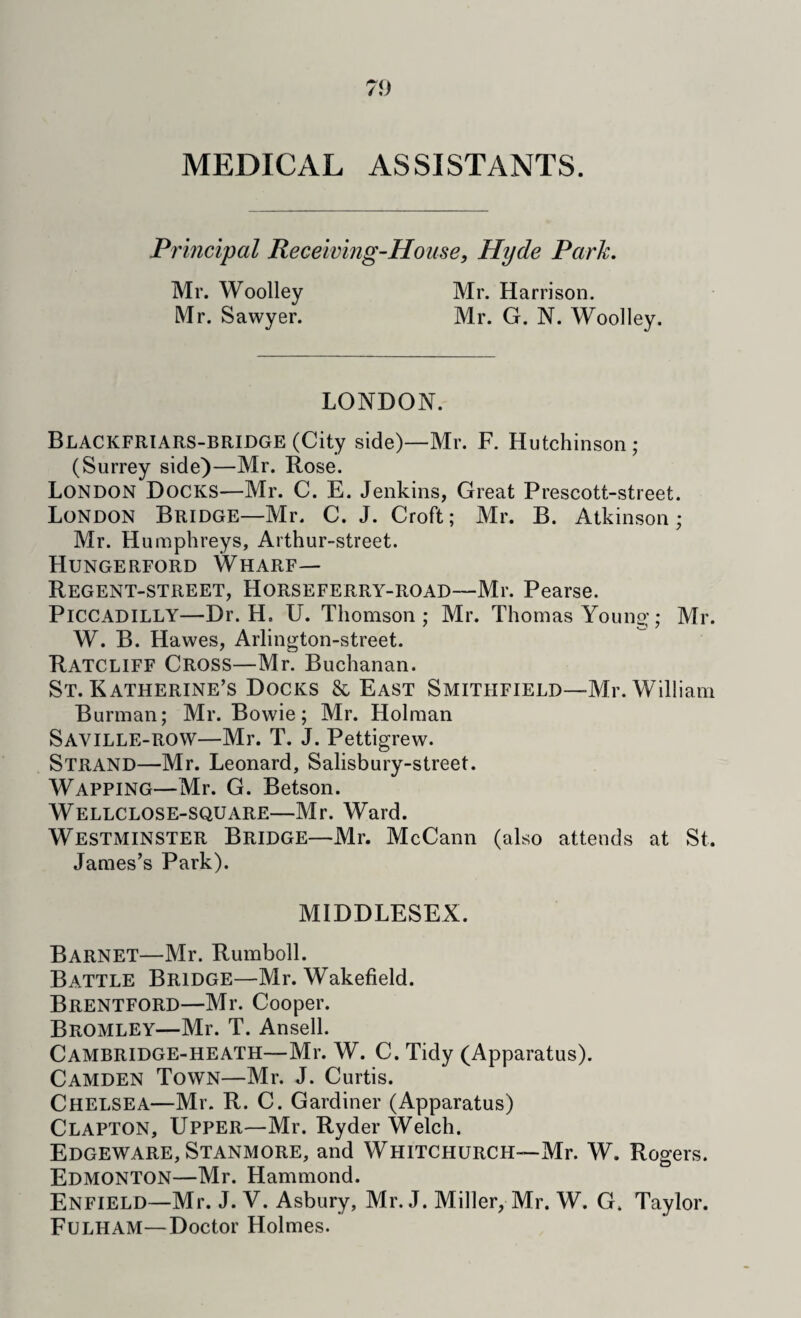 79
MEDICAL ASSISTANTS.
Principal Receiving-House, Hyde Park.
Mr. Woolley Mr. Harrison.
Mr. Sawyer. Mr. G. N. Woolley.
LONDON.
BLACKFRIARS-BRIDGE (City side)—Mr. F. Hutchinson;
(Surrey side)—Mr. Rose.
LONDON DOCKS—Mr. C. E. Jenkins, Great Prescott-street.
LONDON BRIDGE—Mr. C. J. Croft; Mr. B. Atkinson;
Mr. Humphreys, Arthur-street.
HUNGERFORD WHARF—
REGENT-STREET, HORSEFERRY-ROAD—Mr. Pearse.
PICCADILLY—Dr. H. U. Thomson; Mr. Thomas Young; Mr.
W. B. Hawes, Arlington-street.
RATCLIFF CROSS—Mr. Buchanan.
ST. KATHERINE'S DOCKS & EAST SMITHFIELD—Mr. William
Burman; Mr. Bowie; Mr. Holman
SAVILLE-ROW—Mr. T. J. Pettigrew.
STRAND—Mr. Leonard, Salisbury-street.
WAPPING—Mr. G. Betson.
WELLCLOSE-SQUARE—Mr. Ward.
WESTMINSTER BRIDGE—Mr. McCann (also attends at St.
James's Park).
MIDDLESEX.
BARNET—Mr. Rumboll.
BATTLE BRIDGE—Mr. Wakefield.
BRENTFORD—Mr. Cooper.
BROMLEY—Mr. T. Ansell.
CAMBRIDGE-HEATH—Mr. W. C. Tidy (Apparatus).
CAMDEN TOWN—Mr. J. Curtis.
CHELSEA—Mr. R. C. Gardiner (Apparatus)
CLAPTON, UPPER—Mr. Ryder Welch.
EDGEWARE, STANMORE, and WHITCHURCH—Mr. W. Rogers.
EDMONTON—Mr. Hammond.
ENFIELD—Mr. J. V. Asbury, Mr. J. Miller, Mr. W. G. Taylor.
FULHAM—Doctor Holmes.